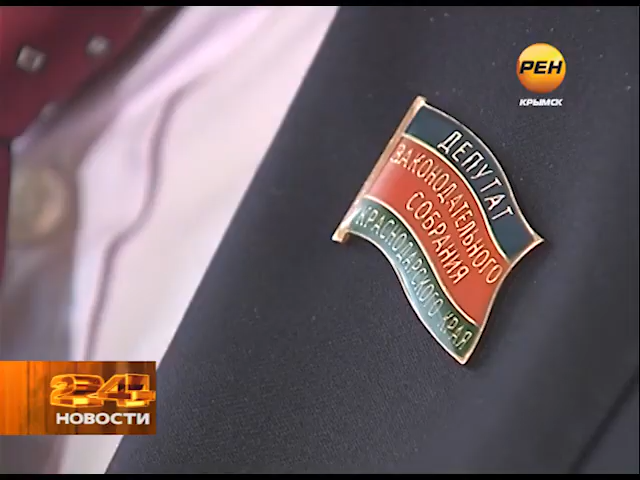 РЕН
КРЫМСК
ДЕПУТАТ
ЗАКОНОДАТЕЛЬНОГО
СОБРАНИЯ
КРАСНОДАРСКОГО КРАЯ
24
НОВОСТИ